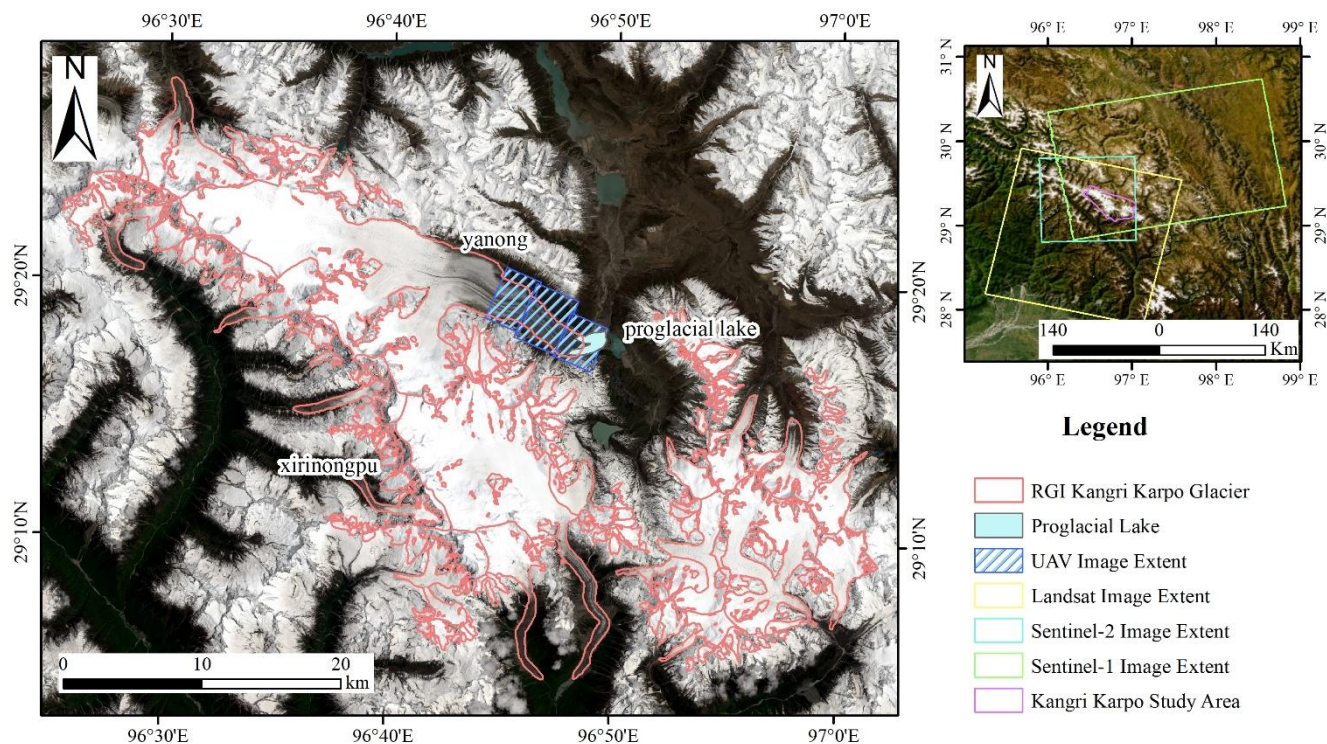 96°30'E
96°40'E
96°50'E
97°0'E
N
29°20'N
29°10'N
29°20'N
29°10'N
yanong
proglacial lake
xirinongpu
0
10
20
km
96°30'E
96°40'E
96°50'E
97°0'E
96° E
97° E
98° E
99° E
31° N
30° N
29° N
28° N
31° N
30° N
29° N
28° N
N
140
0
140
Km
96° E
97° E
98° E
99° E
Legend
RGI Kangri Karpo Glacier
Proglacial Lake
UAV Image Extent
Landsat Image Extent
Sentinel-2 Image Extent
Sentinel-1 Image Extent
Kangri Karpo Study Area